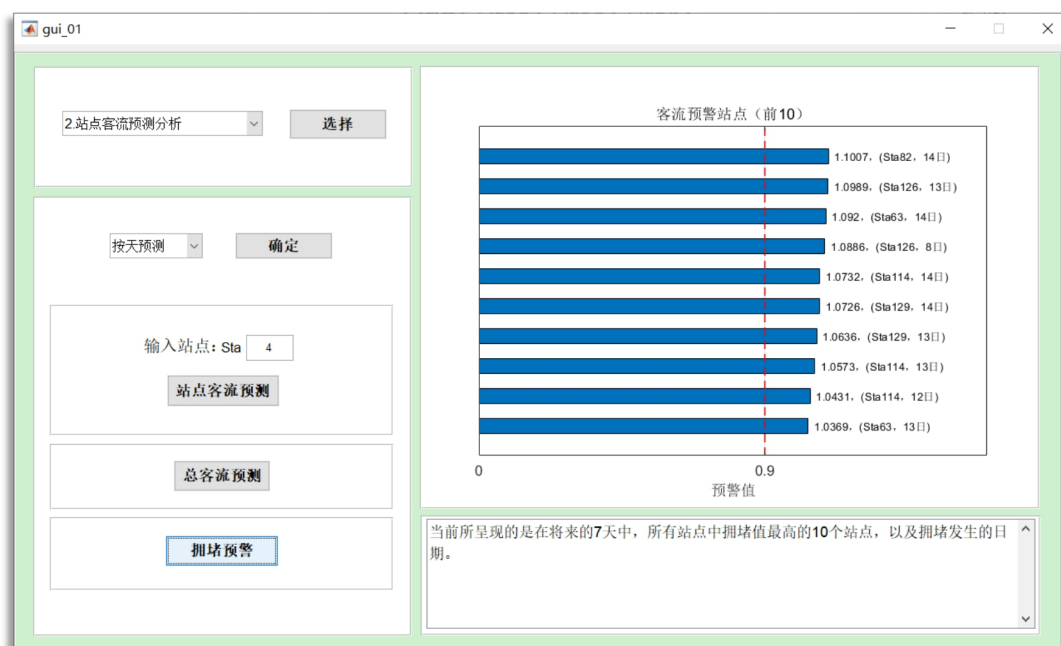 gui_01
2.站点客流预测分析
选择
按天预测
确定
输入站点: Sta 4
站点客流预测
总客流预测
拥堵预警
客流预警站点（前10）
1.1007，(Sta82，14日)
1.0989，(Sta126，13日)
1.092，(Sta63，14日)
1.0886，(Sta126，8日)
1.0732，(Sta114，14日)
1.0726，(Sta129，14日)
1.0636，(Sta129，13日)
1.0573，(Sta114，13日)
1.0431，(Sta114，12日)
1.0369，(Sta63，13日)
0 0.9
预警值
当前所呈现的是在将来的7天中，所有站点中拥堵值最高的10个站点，以及拥堵发生的日
期。